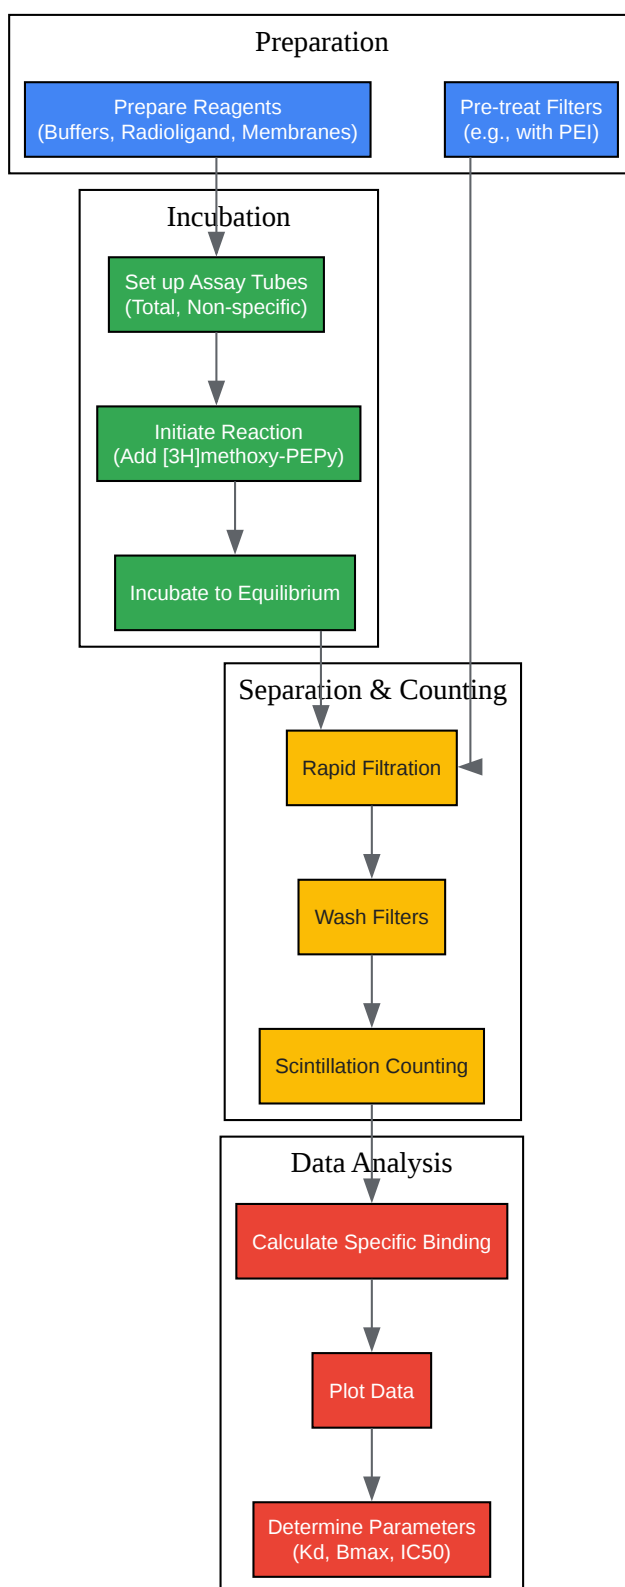 Preparation
Prepare Reagents
(Buffers, Radioligand, Membranes)
Pre-treat Filters
(e.g., with PEI)
Incubation
Set up Assay Tubes
(Total, Non-specific)
Initiate Reaction
(Add [3H]methoxy-PEPy)
Incubate to Equilibrium
Separation & Counting
Rapid Filtration
Wash Filters
Scintillation Counting
Data Analysis
Calculate Specific Binding
Plot Data
Determine Parameters
(Kd, Bmax, IC50)